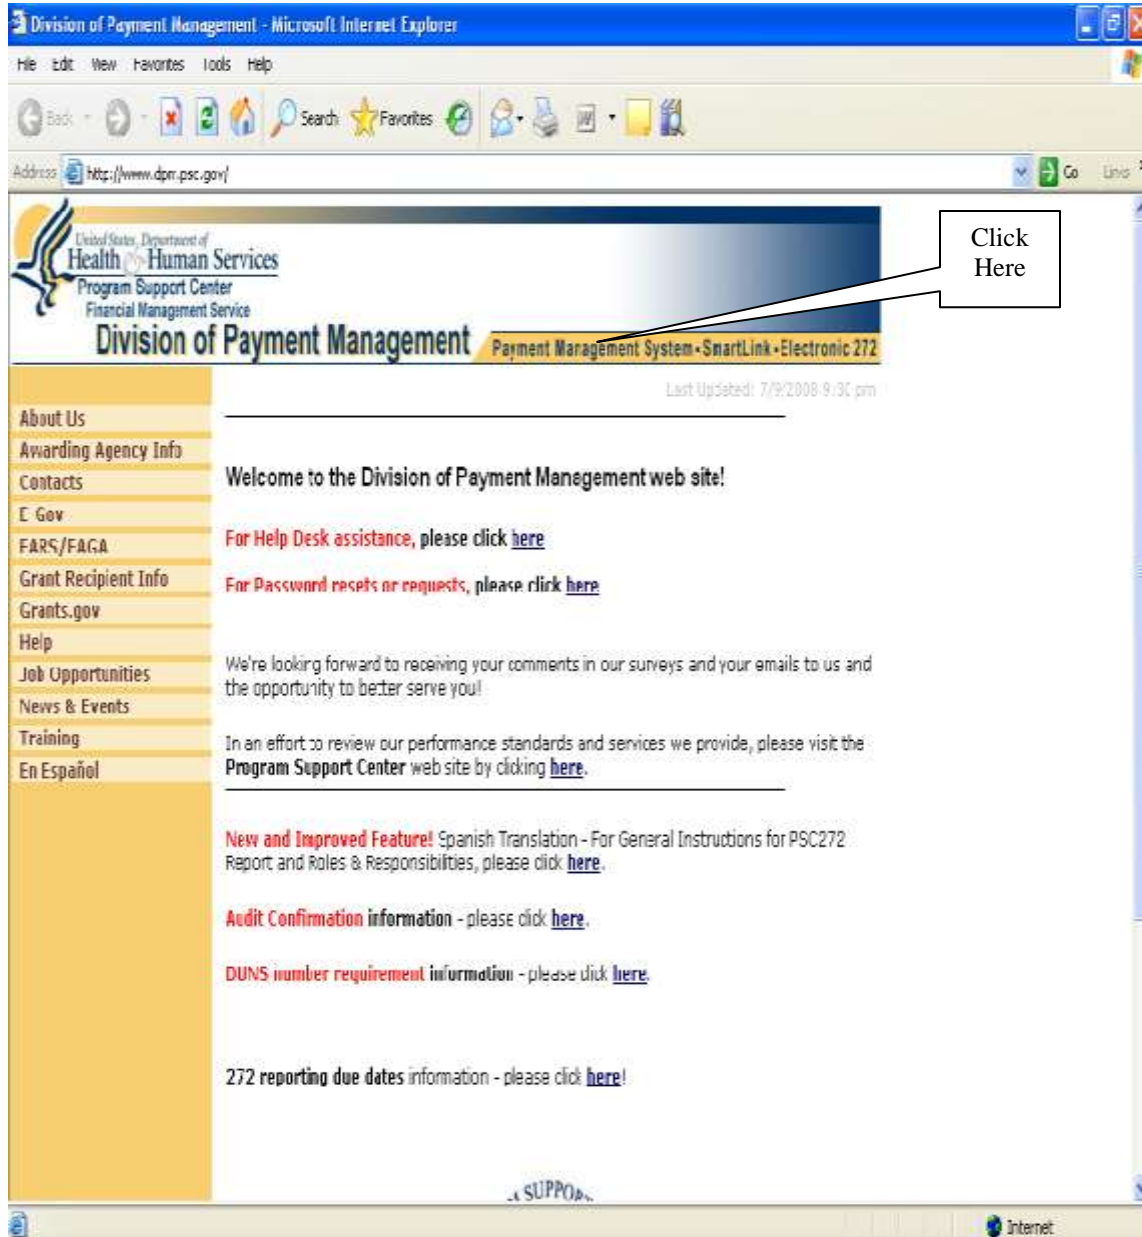 Division of Payment Management - Microsoft Internet Explorer
File Edit View Favorites Tools Help
Back Search Favorites
Address http://www.dpm.psc.gov/ Go Links
United States Department of
Health & Human Services
Program Support Center
Financial Management Service
Division of Payment Management
Payment Management System • SmartLink • Electronic 272
Click
Here
Last Updated: 7/9/2008 9:30 pm
About Us
Awarding Agency Info
Contacts
E Gov
FARS/FAGA
Grant Recipient Info
Grants.gov
Help
Job Opportunities
News & Events
Training
En Español
Welcome to the Division of Payment Management web site!
For Help Desk assistance, please click here
For Password resets or requests, please click here
We're looking forward to receiving your comments in our surveys and your emails to us and
the opportunity to better serve you!
In an effort to review our performance standards and services we provide, please visit the
Program Support Center web site by clicking here.
New and Improved Feature! Spanish Translation - For General Instructions for PSC272
Report and Roles & Responsibilities, please click here.
Audit Confirmation information - please click here.
DUNS number requirement information - please click here.
272 reporting due dates information - please click here!
SUPPO
Internet